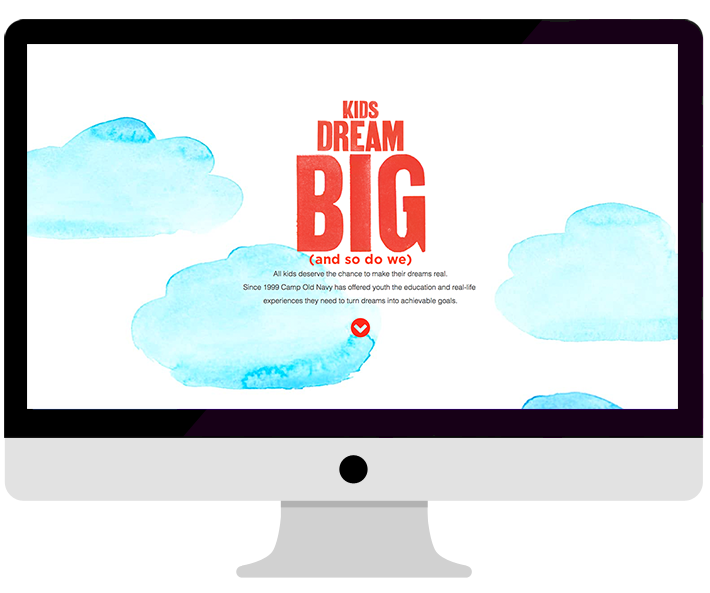 KIDS
DREAM
BIG
(and so do we)
All kids deserve the chance to make their dreams real.
Since 1999 Camp Old Navy has offered youth the education and real-life
experiences they need to turn dreams into achievable goals.